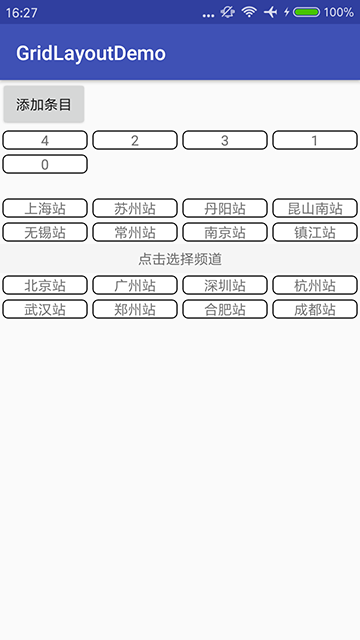 16:27 ... 100%
GridLayoutDemo
添加条目
4 2 3 1
0
上海站 苏州站 丹阳站 昆山南站
无锡站 常州站 南京站 镇江站
点击选择频道
北京站 广州站 深圳站 杭州站
武汉站 郑州站 合肥站 成都站